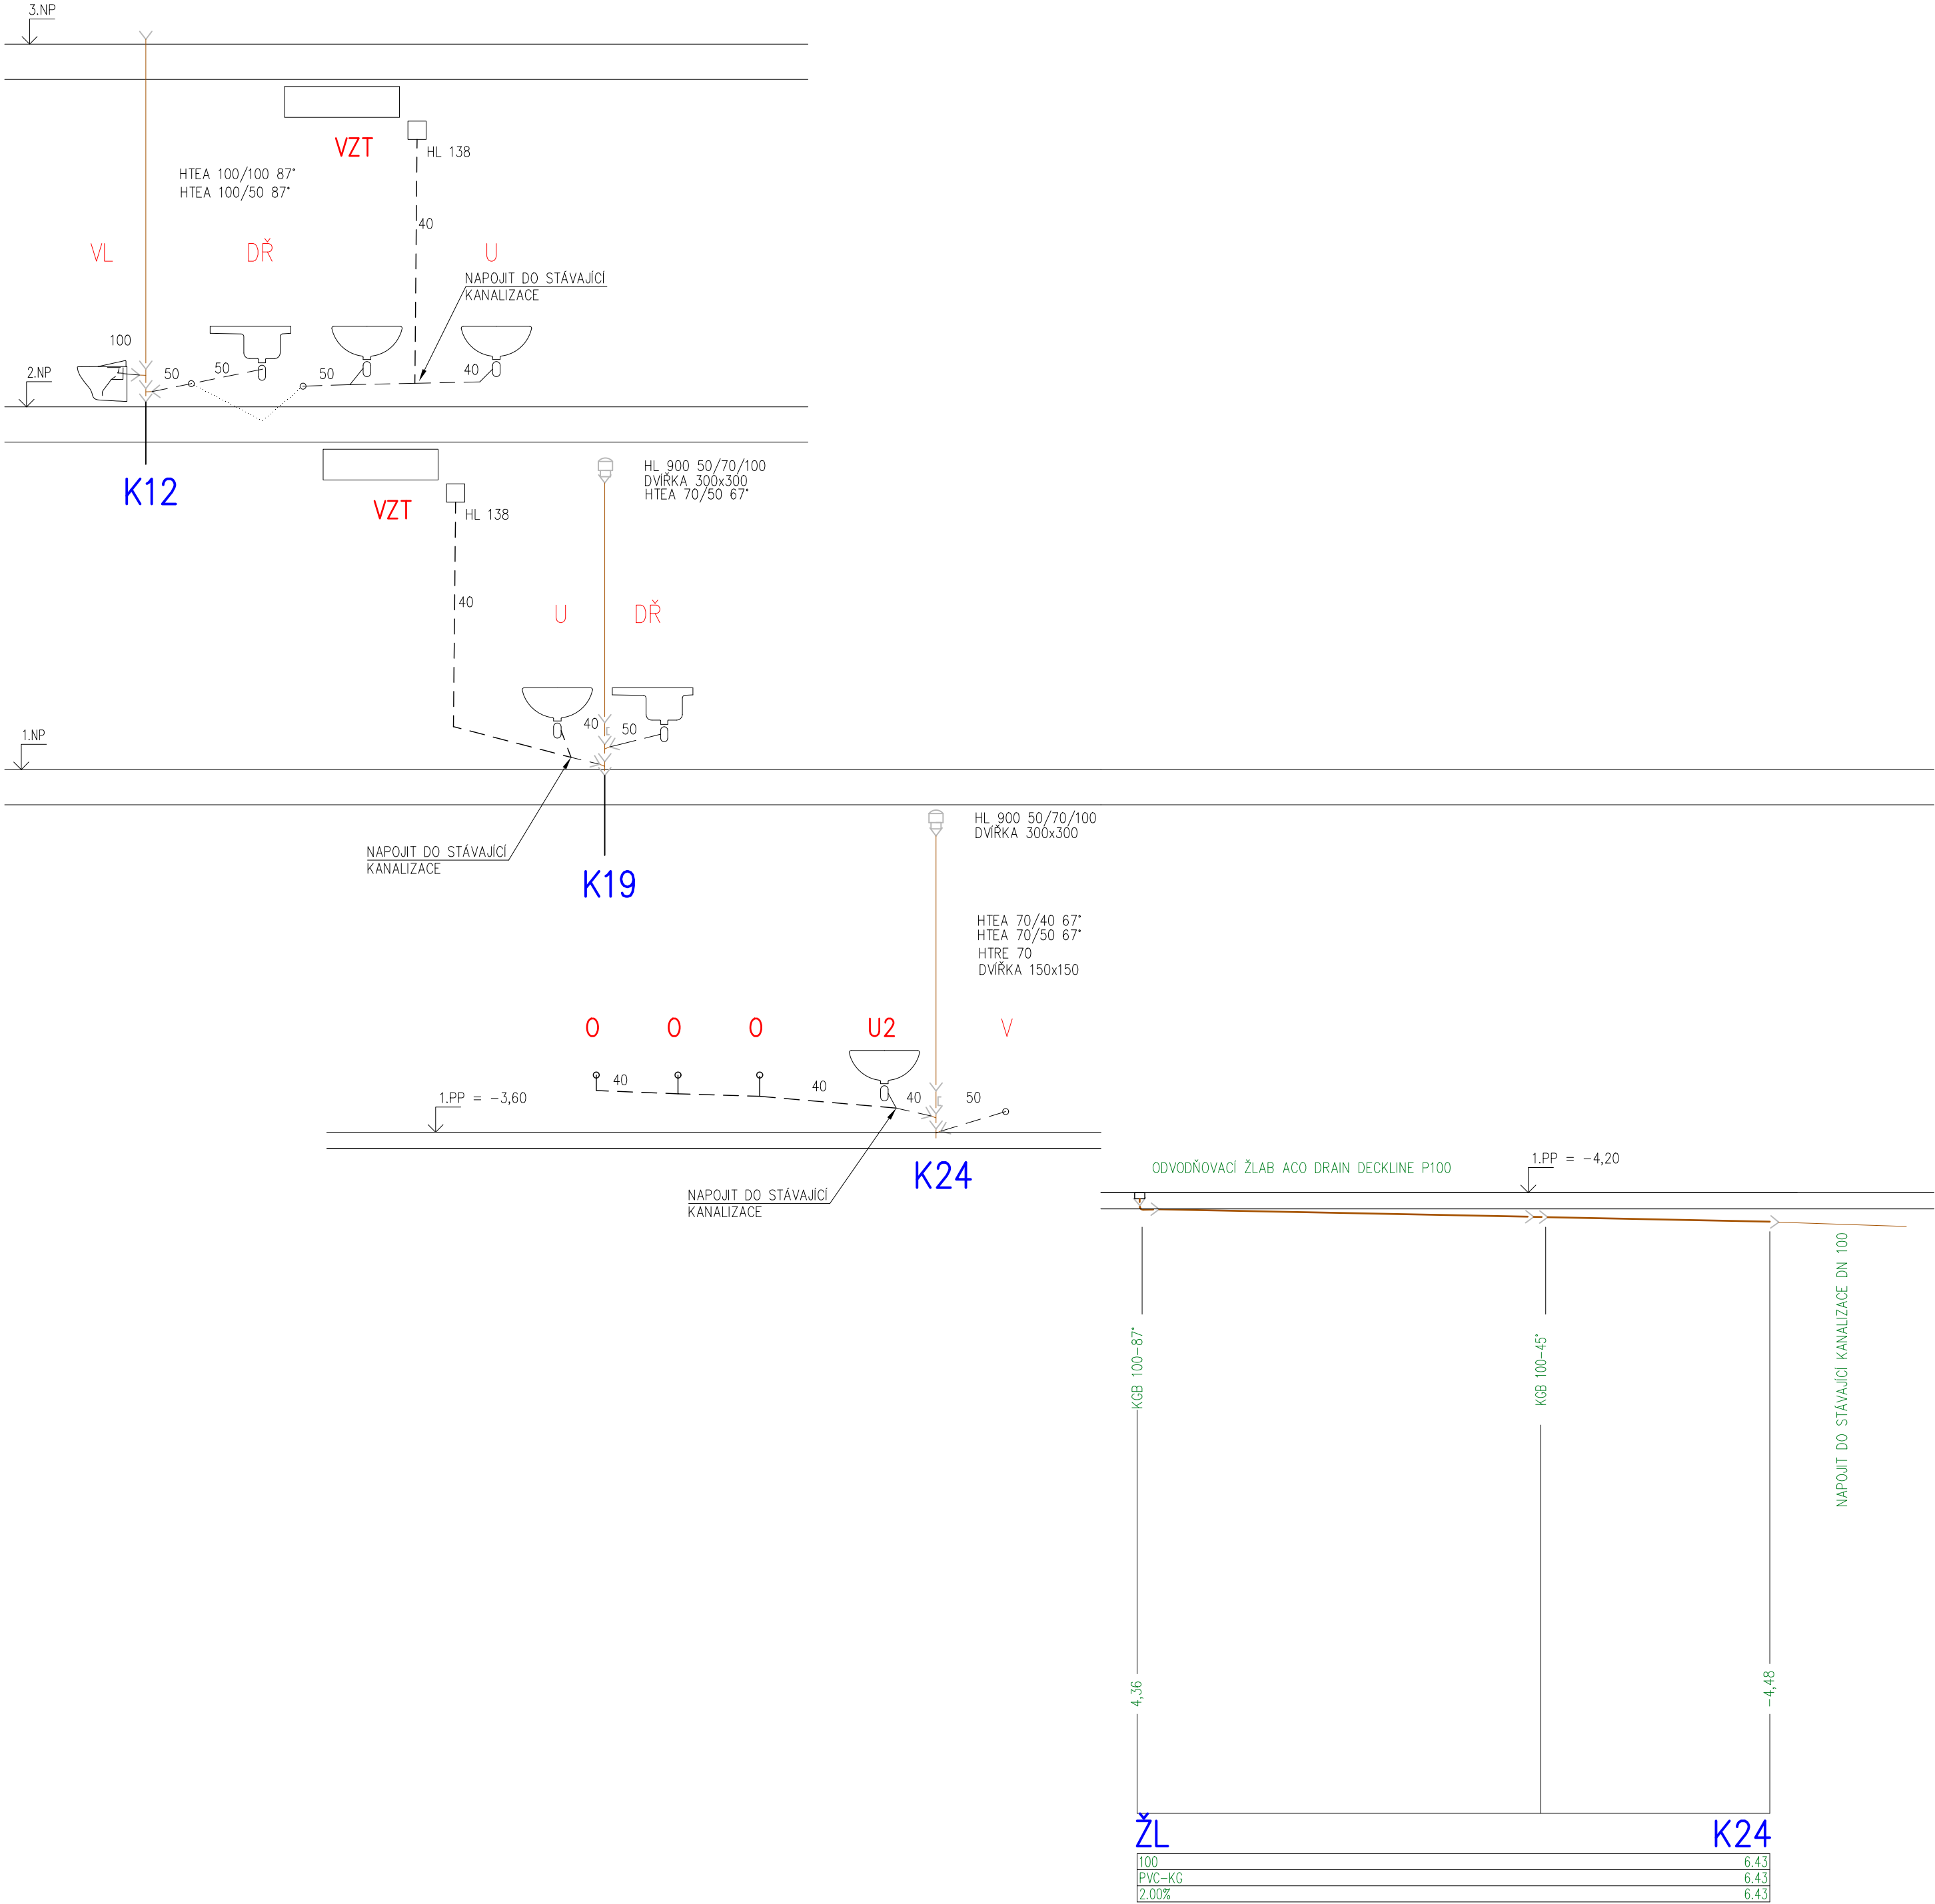 3.NP
VZT
HL 138
HTEA 100/100 87°
HTEA 100/50 87°
40
VL
DŘ
U
NAPOJIT DO STÁVAJÍCÍ
KANALIZACE
100
2.NP
50
50
50
40
K12
VZT
HL 138
HL 900 50/70/100
DVÍŘKA 300x300
HTEA 70/50 67°
40
U
DŘ
40
50
1.NP
NAPOJIT DO STÁVAJÍCÍ
KANALIZACE
K19
HL 900 50/70/100
DVÍŘKA 300x300
HTEA 70/40 67°
HTEA 70/50 67°
HTRE 70
DVÍŘKA 150x150
O
O
O
U2
V
40
40
40
50
1.PP = -3,60
K24
NAPOJIT DO STÁVAJÍCÍ
KANALIZACE
ODVODŇOVACÍ ŽLAB ACO DRAIN DECKLINE P100
1.PP = -4,20
KGB 100-87°
KGB 100-45°
NAPOJIT DO STÁVAJÍCÍ KANALIZACE DN 100
4,36
-4,48
ŽL
K24
100 6.43
PVC-KG 6.43
2.00% 6.43